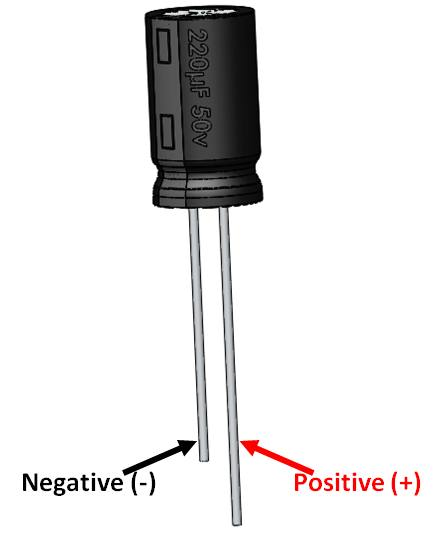 220µF 50v
Negative (-)
Positive (+)